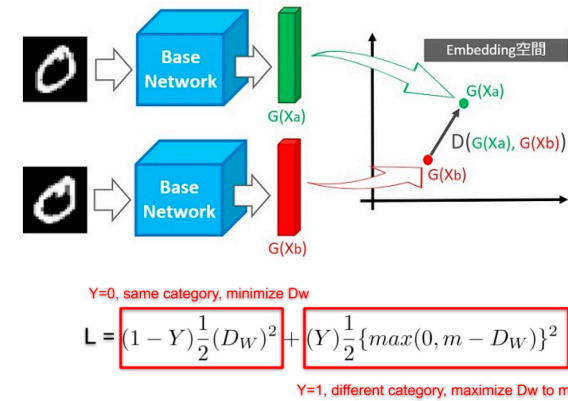 Base
Network
G(Xa)
Embedding空間
G(Xa)
D(G(Xa), G(Xb))
G(Xb)
Base
Network
G(Xb)
Y=0, same category, minimize Dw
L = (1 − Y)½(D_W)² + (Y)½{max(0, m − D_W)}²
Y=1, different category, maximize Dw to m